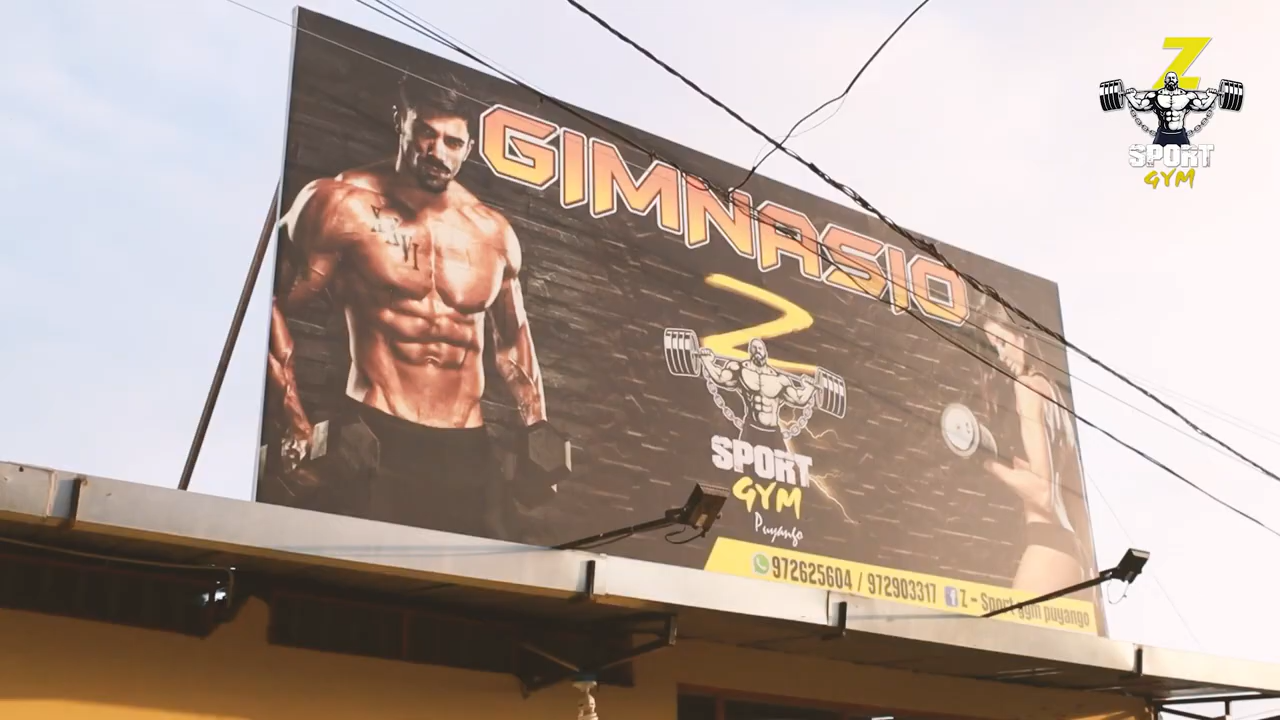 GIMNASIO
Z
SPORT
GYM
Puyango
972625604 / 972903317 Z - Sport gym puyango
Z
SPORT
GYM